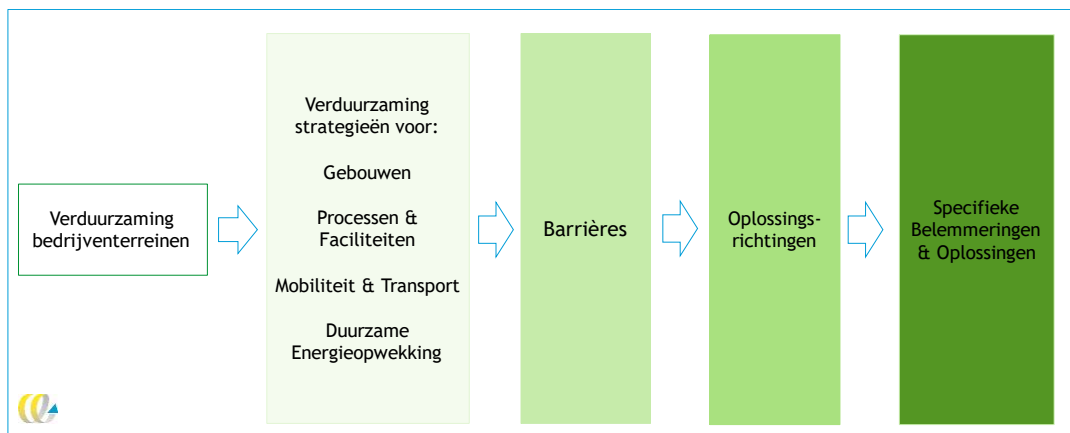 Verduurzaming
bedrijventerreinen
Verduurzaming
strategieën voor:
Gebouwen
Processen &
Faciliteiten
Mobiliteit & Transport
Duurzame
Energieopwekking
Barrières
Oplossings-
richtingen
Specifieke
Belemmeringen
& Oplossingen